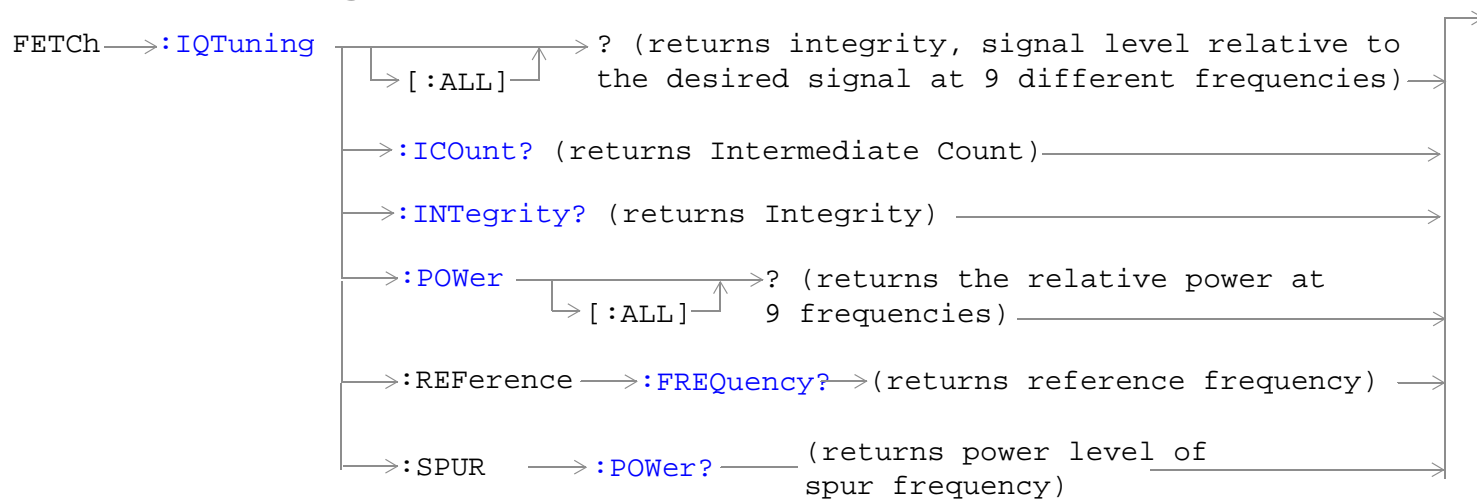 FETCh :IQTuning ? (returns integrity, signal level relative to
[:ALL] the desired signal at 9 different frequencies)
:ICOunt? (returns Intermediate Count)
:INTegrity? (returns Integrity)
:POWer ? (returns the relative power at
[:ALL] 9 frequencies)
:REFerence :FREQuency? (returns reference frequency)
:SPUR :POWer? (returns power level of
spur frequency)